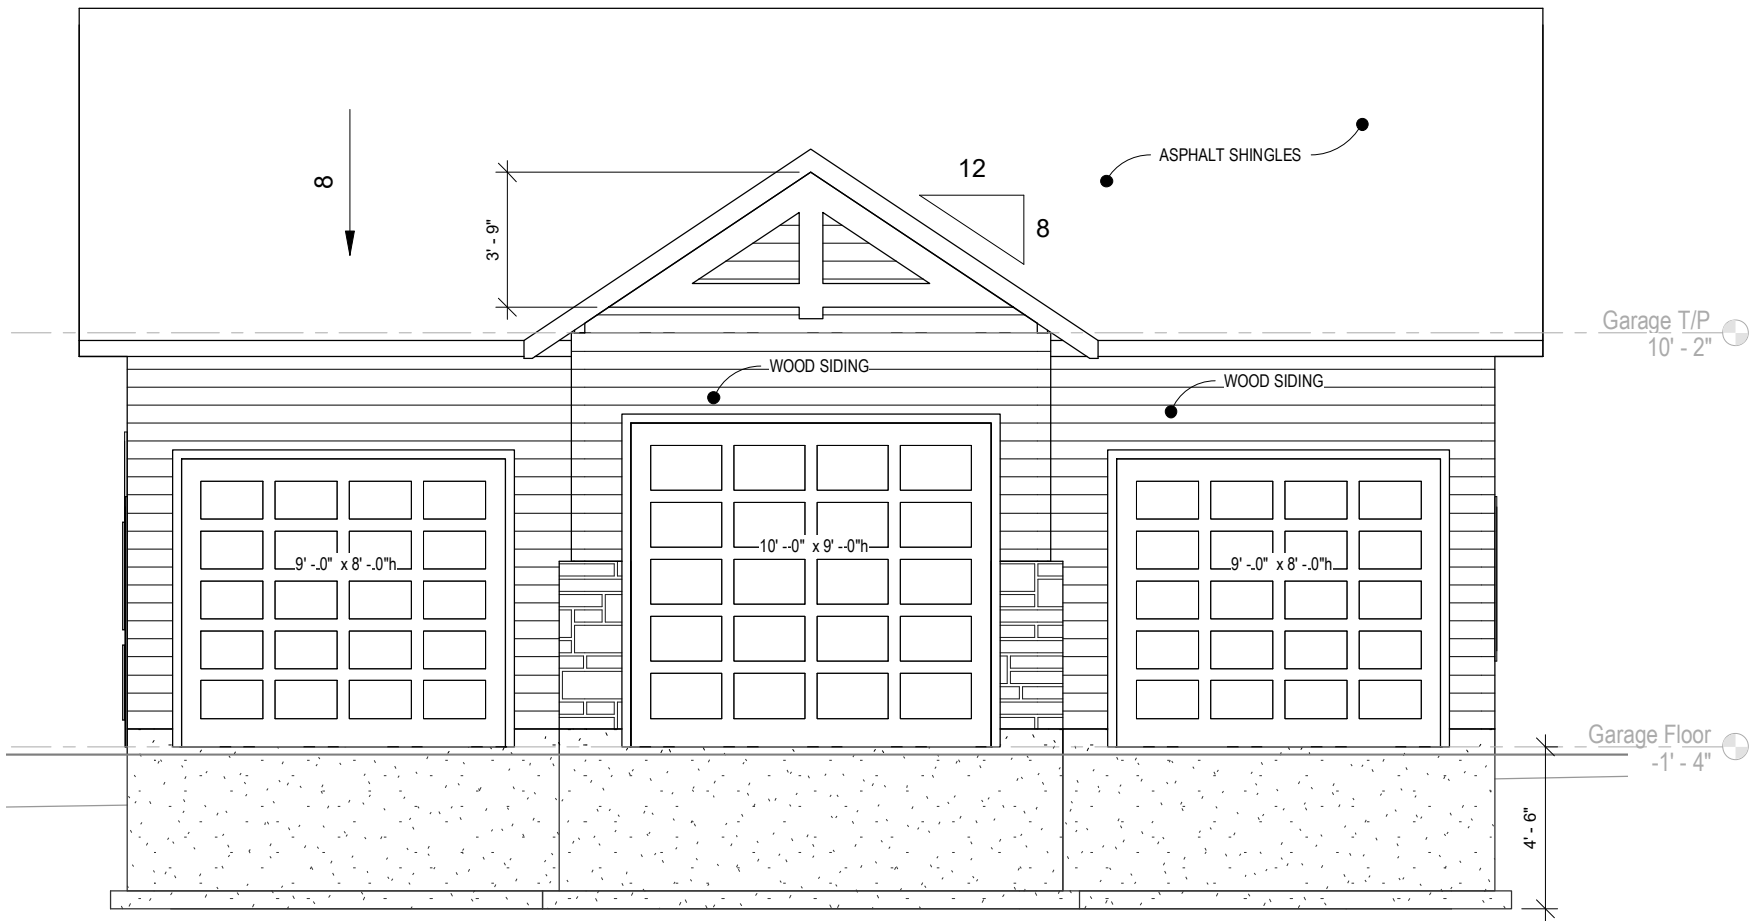 12
ASPHALT SHINGLES
8
8
3' - 9"
Garage T/P
10' - 2"
WOOD SIDING
WOOD SIDING
10' -0" x 9' -0"h
9' -0" x 8' -0"h
9' -0" x 8' -0"h
Garage Floor
-1' - 4"
4' - 6"